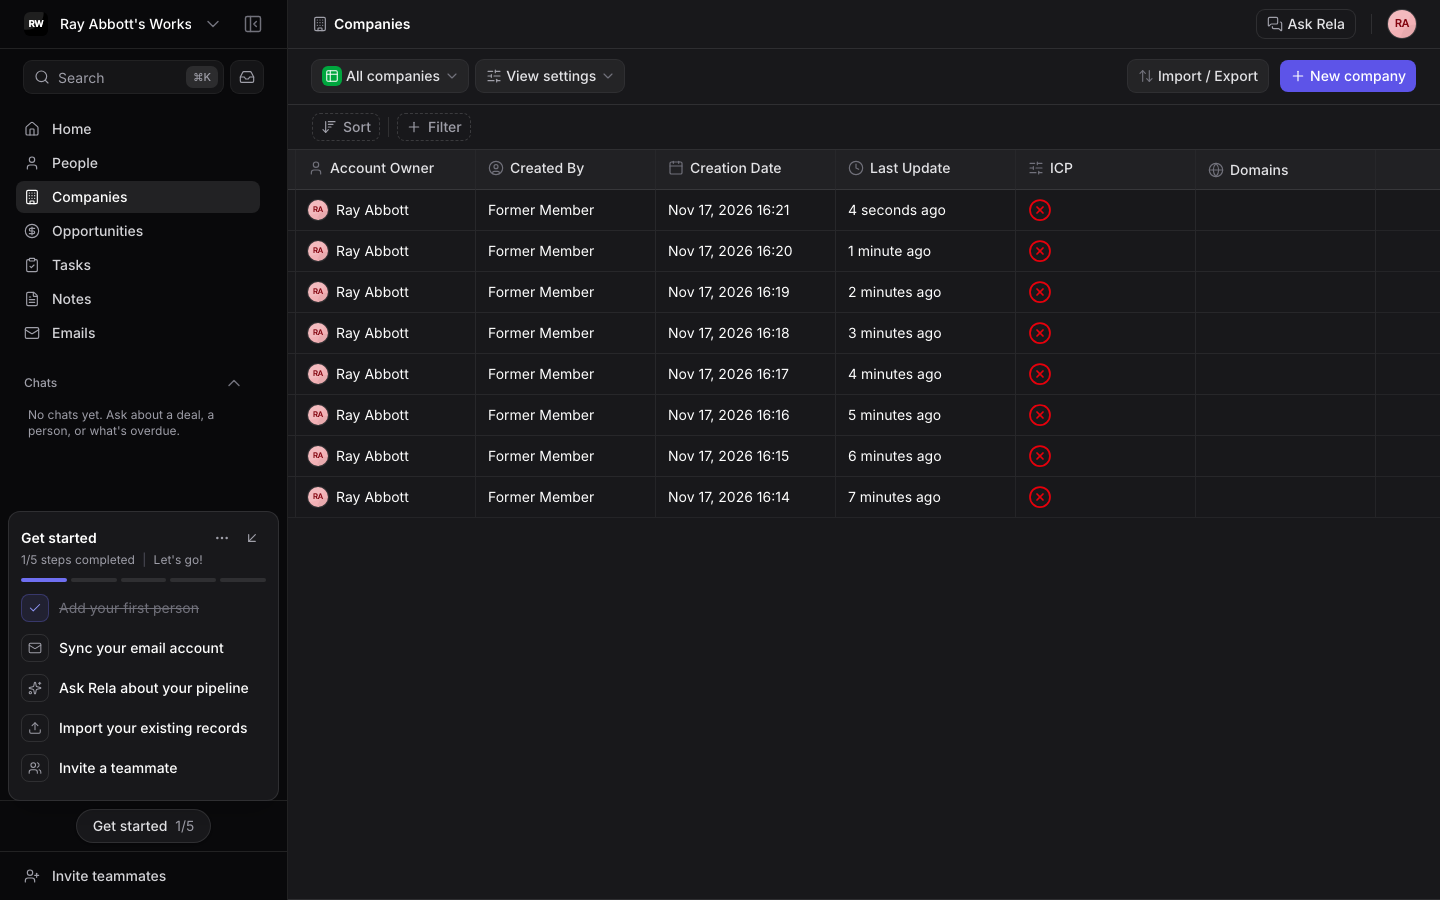 RW Ray Abbott's Works
Companies
Ask Rela
RA
Search ⌘K
All companies
View settings
Import / Export
New company
Sort
Filter
Home
People
Companies
Opportunities
Tasks
Notes
Emails
Chats
No chats yet. Ask about a deal, a
person, or what's overdue.
Account Owner Created By Creation Date Last Update ICP Domains
RA Ray Abbott Former Member Nov 17, 2026 16:21 4 seconds ago
RA Ray Abbott Former Member Nov 17, 2026 16:20 1 minute ago
RA Ray Abbott Former Member Nov 17, 2026 16:19 2 minutes ago
RA Ray Abbott Former Member Nov 17, 2026 16:18 3 minutes ago
RA Ray Abbott Former Member Nov 17, 2026 16:17 4 minutes ago
RA Ray Abbott Former Member Nov 17, 2026 16:16 5 minutes ago
RA Ray Abbott Former Member Nov 17, 2026 16:15 6 minutes ago
RA Ray Abbott Former Member Nov 17, 2026 16:14 7 minutes ago
Get started
1/5 steps completed | Let's go!
Add your first person
Sync your email account
Ask Rela about your pipeline
Import your existing records
Invite a teammate
Get started 1/5
Invite teammates